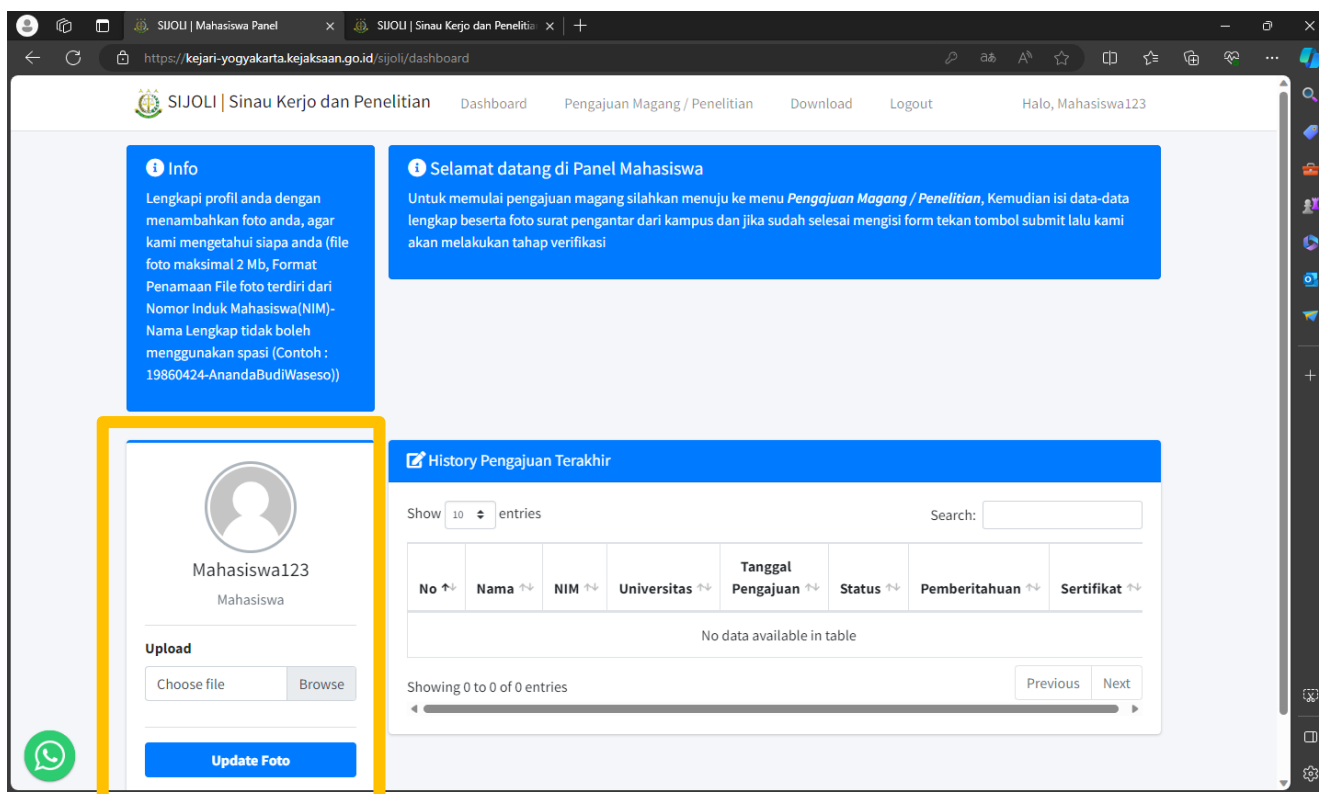 SIJOLI | Mahasiswa Panel
SIJOLI | Sinau Kerjo dan Penelitia
https://kejari-yogyakarta.kejaksaan.go.id/sijoli/dashboard
SIJOLI | Sinau Kerjo dan Penelitian
Dashboard
Pengajuan Magang / Penelitian
Download
Logout
Halo, Mahasiswa123
Info
Lengkapi profil anda dengan
menambahkan foto anda, agar
kami mengetahui siapa anda (file
foto maksimal 2 Mb, Format
Penamaan File foto terdiri dari
Nomor Induk Mahasiswa(NIM)-
Nama Lengkap tidak boleh
menggunakan spasi (Contoh :
19860424-AnandaBudiWaseso))
Selamat datang di Panel Mahasiswa
Untuk memulai pengajuan magang silahkan menuju ke menu Pengajuan Magang / Penelitian, Kemudian isi data-data
lengkap beserta foto surat pengantar dari kampus dan jika sudah selesai mengisi form tekan tombol submit lalu kami
akan melakukan tahap verifikasi
Mahasiswa123
Mahasiswa
Upload
Choose file
Browse
Update Foto
History Pengajuan Terakhir
Show 10 entries
Search:
No
Nama
NIM
Universitas
Tanggal
Pengajuan
Status
Pemberitahuan
Sertifikat
No data available in table
Showing 0 to 0 of 0 entries
Previous
Next